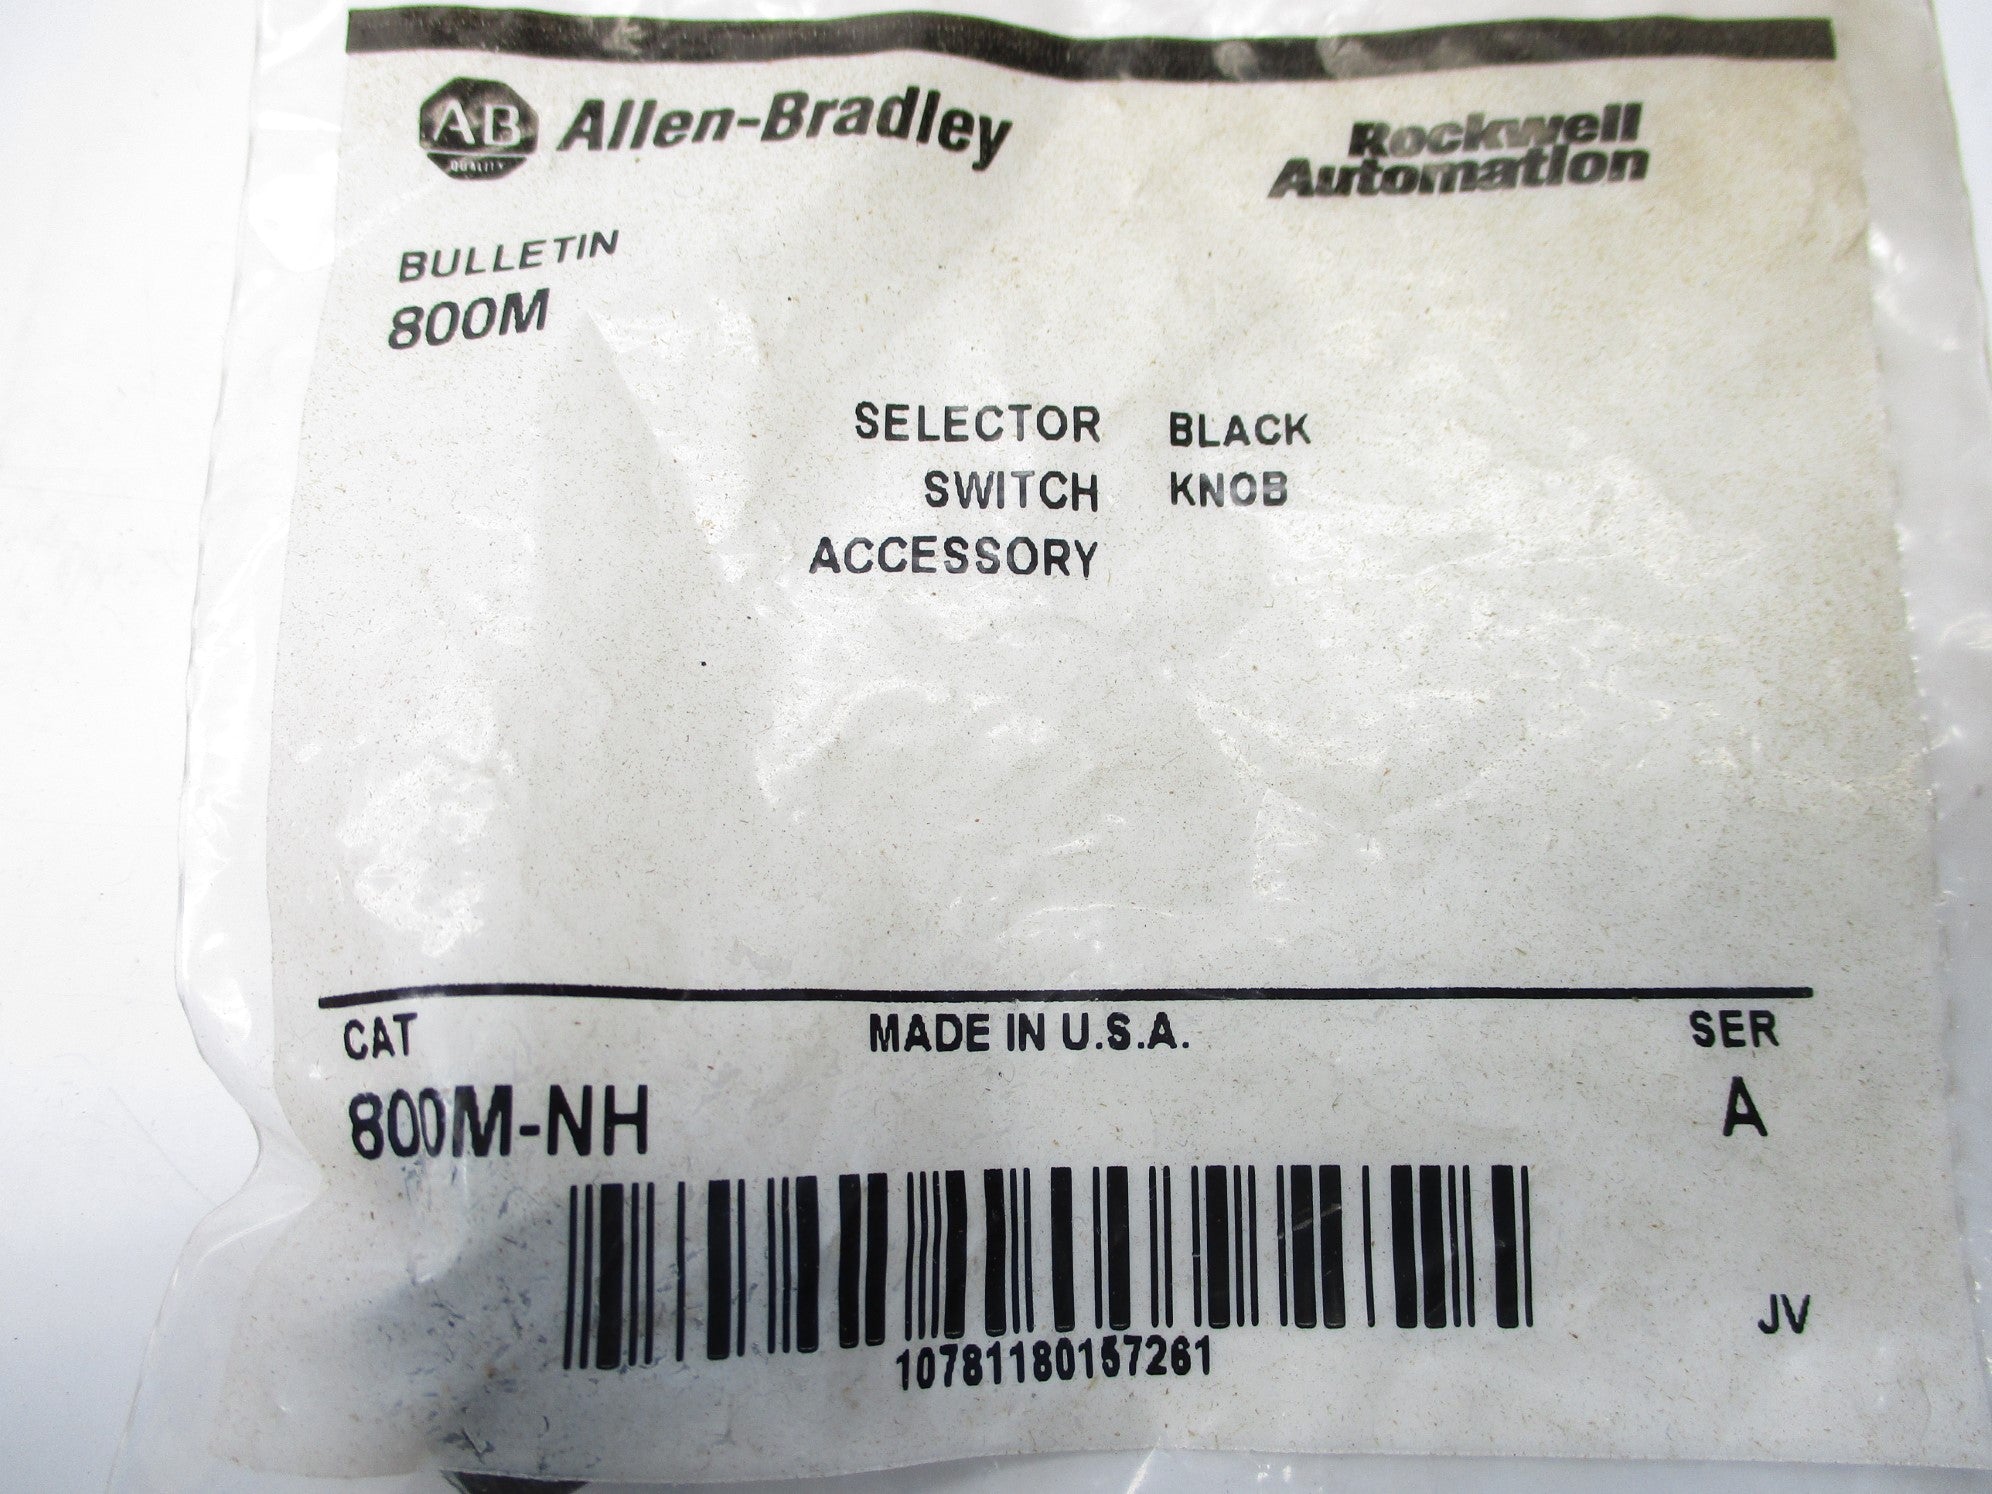 AB QUALITY Allen-Bradley
Rockwell
Automation
BULLETIN
800M
SELECTOR BLACK
SWITCH KNOB
ACCESSORY
CAT MADE IN U.S.A. SER
800M-NH A
JV
10781180157261